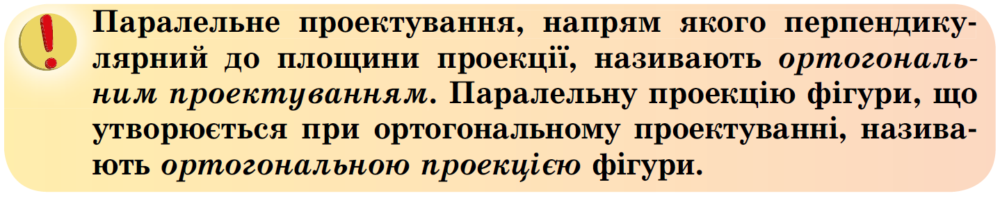 Паралельне проектування, напрям якого перпендику-
лярний до площини проекції, називають ортогональ-
ним проектуванням. Паралельну проекцію фігури, що
утворюється при ортогональному проектуванні, назива-
ють ортогональною проекцією фігури.